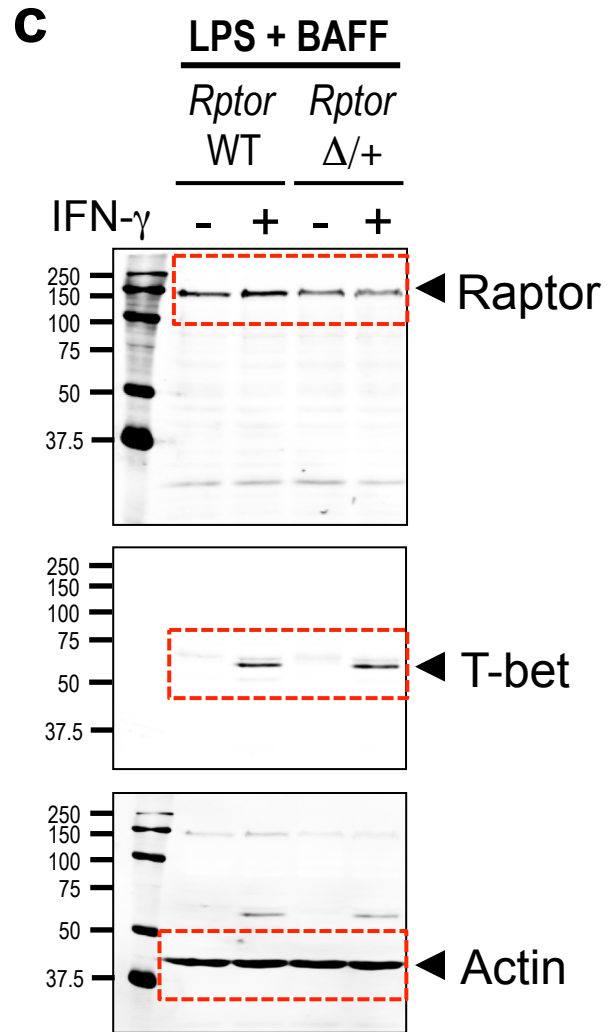 c
LPS + BAFF
Rptor Rptor
WT Δ/+
IFN-γ - + - +
250
150
100
75
50
37.5
Raptor
250
150
100
75
50
37.5
T-bet
250
150
100
75
50
37.5
Actin